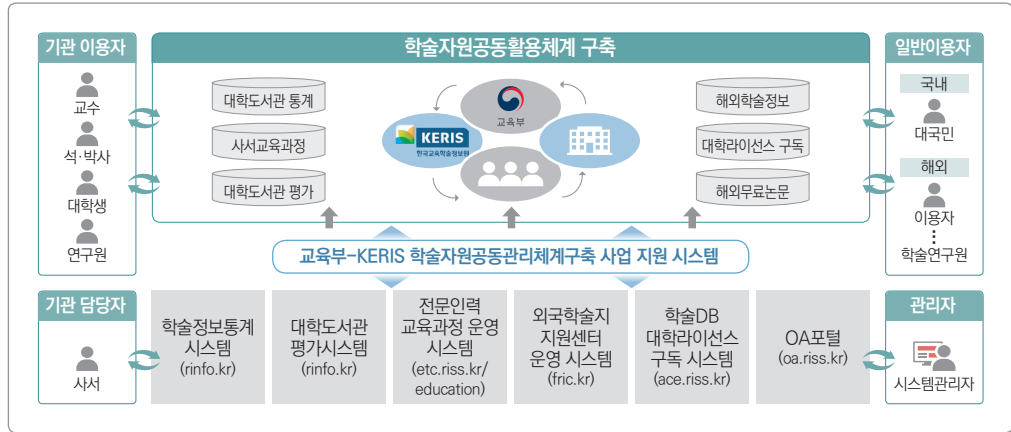 기관 이용자
교수
석·박사
대학생
연구원
학술자원공동활용체계 구축
대학도서관 통계
사서교육과정
대학도서관 평가
교육부
KERIS
한국교육학술정보원
해외학술정보
대학라이선스 구독
해외무료논문
일반이용자
국내
대국민
해외
이용자
학술연구원
교육부-KERIS 학술자원공동관리체계구축 사업 지원 시스템
기관 담당자
사서
학술정보통계
시스템
(rinfo.kr)
대학도서관
평가시스템
(rinfo.kr)
전문인력
교육과정 운영
시스템
(etc.riss.kr/
education)
외국학술지
지원센터
운영 시스템
(fric.kr)
학술DB
대학라이선스
구독 시스템
(ace.riss.kr)
OA포털
(oa.riss.kr)
관리자
시스템관리자